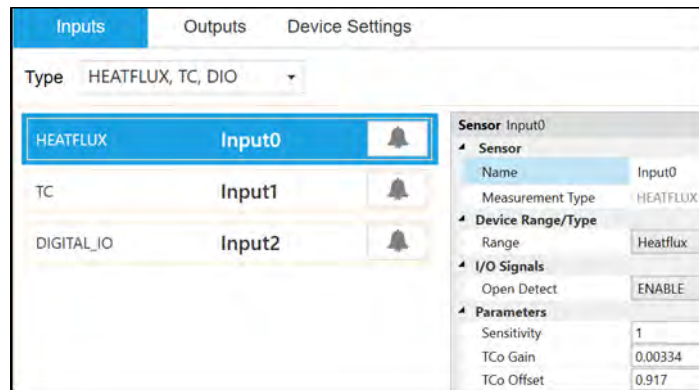 Inputs Outputs Device Settings
Type HEATFLUX, TC, DIO
HEATFLUX Input0
TC Input1
DIGITAL_IO Input2
Sensor Input0
Sensor
Name Input0
Measurement Type HEATFLUX
Device Range/Type
Range Heatflux
I/O Signals
Open Detect ENABLE
Parameters
Sensitivity 1
TCo Gain 0.00334
TCo Offset 0.917